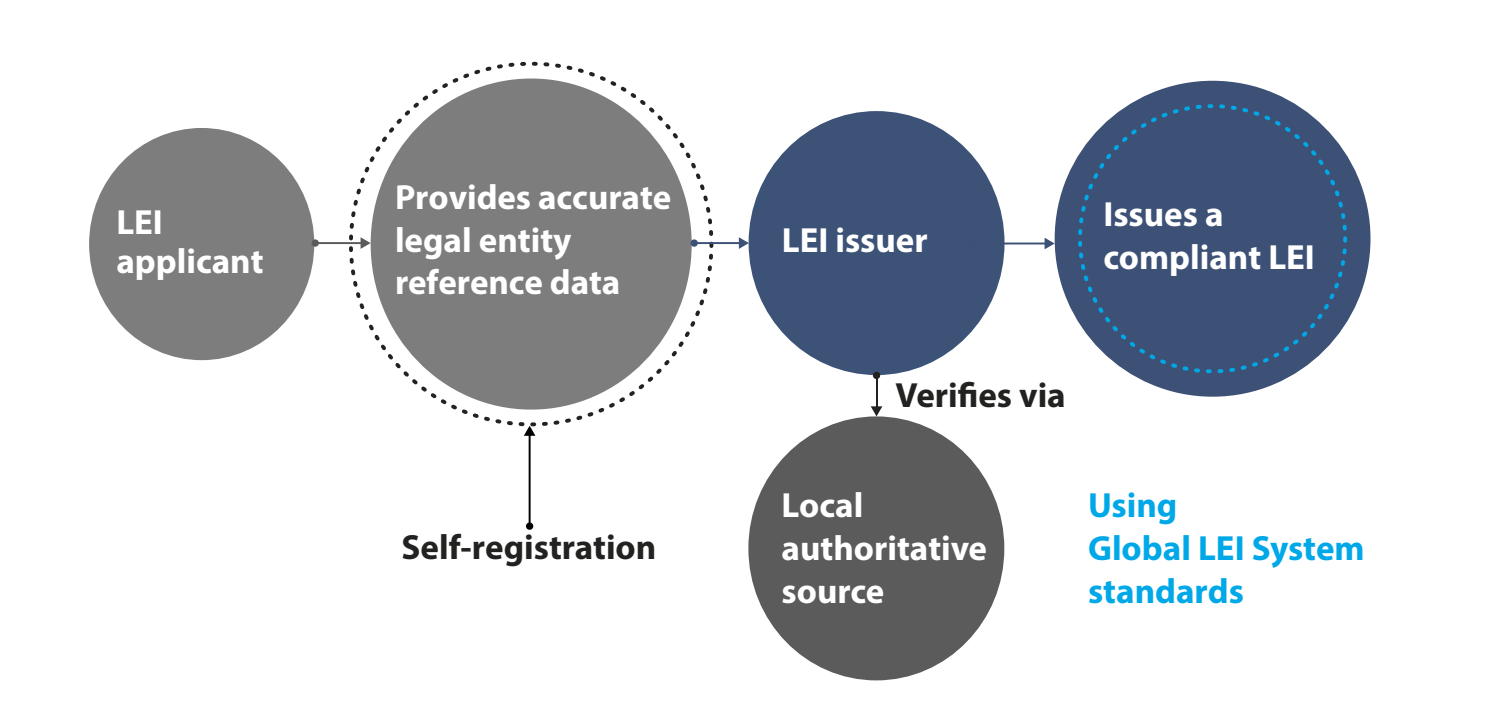 LEI
applicant
Provides accurate
legal entity
reference data
LEI issuer
Issues a
compliant LEI
Verifies via
Self-registration
Local
authoritative
source
Using
Global LEI System
standards